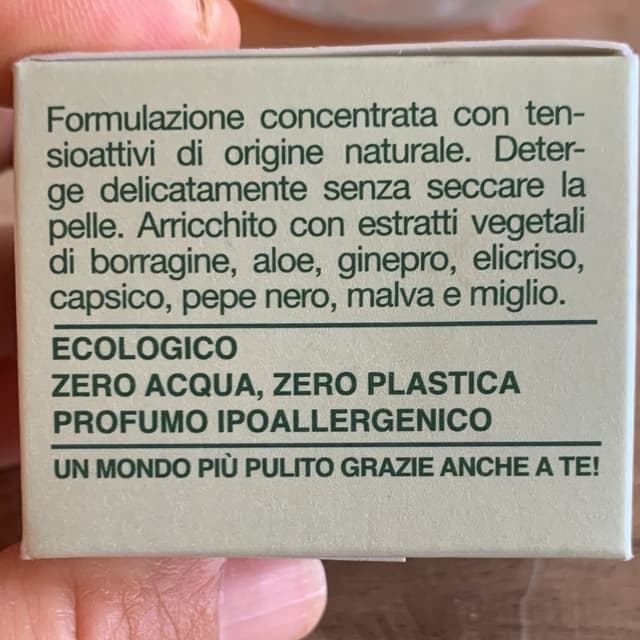 Formulazione concentrata con ten-
sioattivi di origine naturale. Deter-
ge delicatamente senza seccare la
pelle. Arricchito con estratti vegetali
di borragine, aloe, ginepro, elicriso,
capsico, pepe nero, malva e miglio.
ECOLOGICO
ZERO ACQUA, ZERO PLASTICA
PROFUMO IPOALLERGENICO
UN MONDO PIÙ PULITO GRAZIE ANCHE A TE!